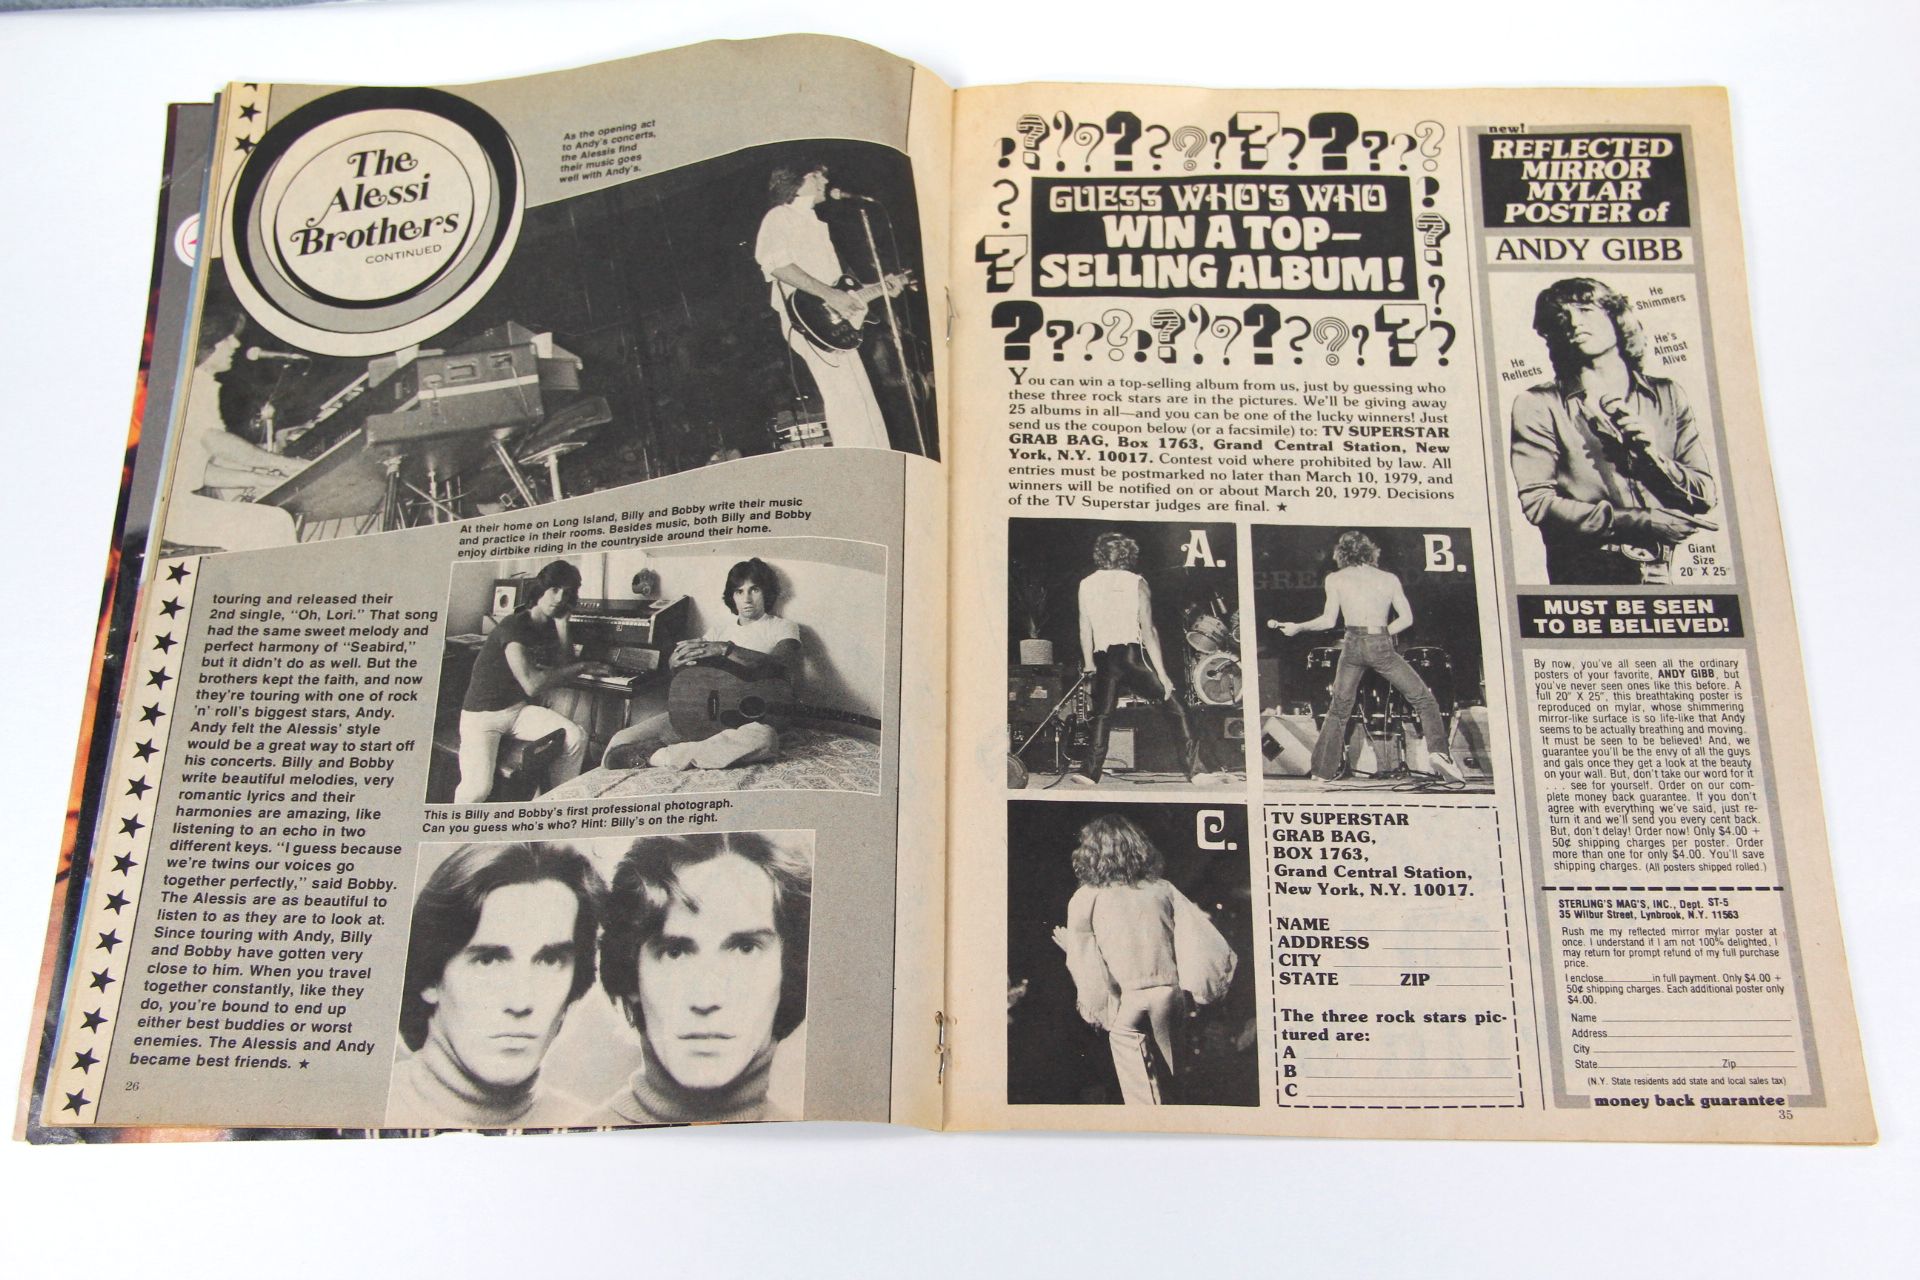 The
Alessi
Brothers
CONTINUED
As the opening act
to Andy's concerts,
the Alessis find
their music goes
well with Andy's.
At their home on Long Island, Billy and Bobby write their music
and practice in their rooms. Besides music, both Billy and Bobby
enjoy dirtbike riding in the countryside around their home.
touring and released their
2nd single, "Oh, Lori." That song
had the same sweet melody and
perfect harmony of "Seabird,"
but it didn't do as well. But the
brothers kept the faith, and now
they're touring with one of rock
'n' roll's biggest stars, Andy.
Andy felt the Alessis' style
would be a great way to start off
his concerts. Billy and Bobby
write beautiful melodies, very
romantic lyrics and their
harmonies are amazing, like
listening to an echo in two
different keys. "I guess because
we're twins our voices go
together perfectly," said Bobby.
The Alessis are as beautiful to
listen to as they are to look at.
Since touring with Andy, Billy
and Bobby have gotten very
close to him. When you travel
together constantly, like they
do, you're bound to end up
either best buddies or worst
enemies. The Alessis and Andy
became best friends. ★
This is Billy and Bobby's first professional photograph.
Can you guess who's who? Hint: Billy's on the right.
26
GUESS WHO'S WHO
WIN A TOP—
SELLING ALBUM!
You can win a top-selling album from us, just by guessing who
these three rock stars are in the pictures. We'll be giving away
25 albums in all—and you can be one of the lucky winners! Just
send us the coupon below (or a facsimile) to: TV SUPERSTAR
GRAB BAG, Box 1763, Grand Central Station, New
York, N.Y. 10017. Contest void where prohibited by law. All
entries must be postmarked no later than March 10, 1979, and
winners will be notified on or about March 20, 1979. Decisions
of the TV Superstar judges are final. ★
A.
B.
C.
TV SUPERSTAR
GRAB BAG,
BOX 1763,
Grand Central Station,
New York, N.Y. 10017.
NAME
ADDRESS
CITY
STATE ZIP
The three rock stars pic-
tured are:
A
B
C
new!
REFLECTED
MIRROR
MYLAR
POSTER of
ANDY GIBB
He
Shimmers
He's
Almost
Alive
He
Reflects
Giant
Size
20" X 25"
MUST BE SEEN
TO BE BELIEVED!
By now, you've all seen all the ordinary
posters of your favorite, ANDY GIBB, but
you've never seen ones like this before. A
full 20" X 25", this breathtaking poster is
reproduced on mylar, whose shimmering
mirror-like surface is so life-like that Andy
seems to be actually breathing and moving.
It must be seen to be believed! And, we
guarantee you'll be the envy of all the guys
and gals once they get a look at the beauty
on your wall. But, don't take our word for it
. . . see for yourself. Order on our com-
plete money back guarantee. If you don't
agree with everything we've said, just re-
turn it and we'll send you every cent back.
But, don't delay! Order now! Only $4.00 +
50¢ shipping charges per poster. Order
more than one for only $4.00. You'll save
shipping charges. (All posters shipped rolled.)
STERLING'S MAG'S, INC., Dept. ST-5
35 Wilbur Street, Lynbrook, N.Y. 11563
Rush me my reflected mirror mylar poster at
once. I understand if I am not 100% delighted, I
may return for prompt refund of my full purchase
price.
I enclose in full payment. Only $4.00 +
50¢ shipping charges. Each additional poster only
$4.00.
Name
Address
City
State Zip
(N.Y. State residents add state and local sales tax)
money back guarantee
35